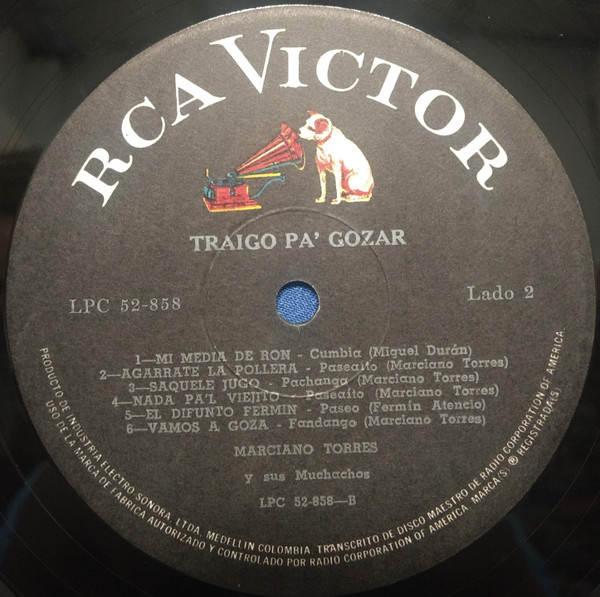 RCA VICTOR
TRAIGO PA' GOZAR
LPC 52-858
Lado 2
1—MI MEDIA DE RON - Cumbia (Miguel Durán)
2—AGARRATE LA POLLERA - Paseaito (Marciano Torres)
3—SAQUELE JUGO - Pachanga (Marciano Torres)
4—NADA PA'L VIEJITO - Paseaito (Marciano Torres)
5—EL DIFUNTO FERMIN - Paseo (Fermín Atencio)
6—VAMOS A GOZA - Fandango (Marciano Torres)
MARCIANO TORRES
y sus Muchachos
LPC 52-858—B
PRODUCTO DE INDUSTRIA ELECTRO SONORA, LTDA, MEDELLIN COLOMBIA, TRANSCRITO DE DISCO MAESTRO DE RADIO CORPORATION OF AMERICA
USO DE LA MARCA DE FABRICA AUTORIZADO Y CONTROLADO POR RADIO CORPORATION OF AMERICA. MARCA(S) ® REGISTRADA(S).